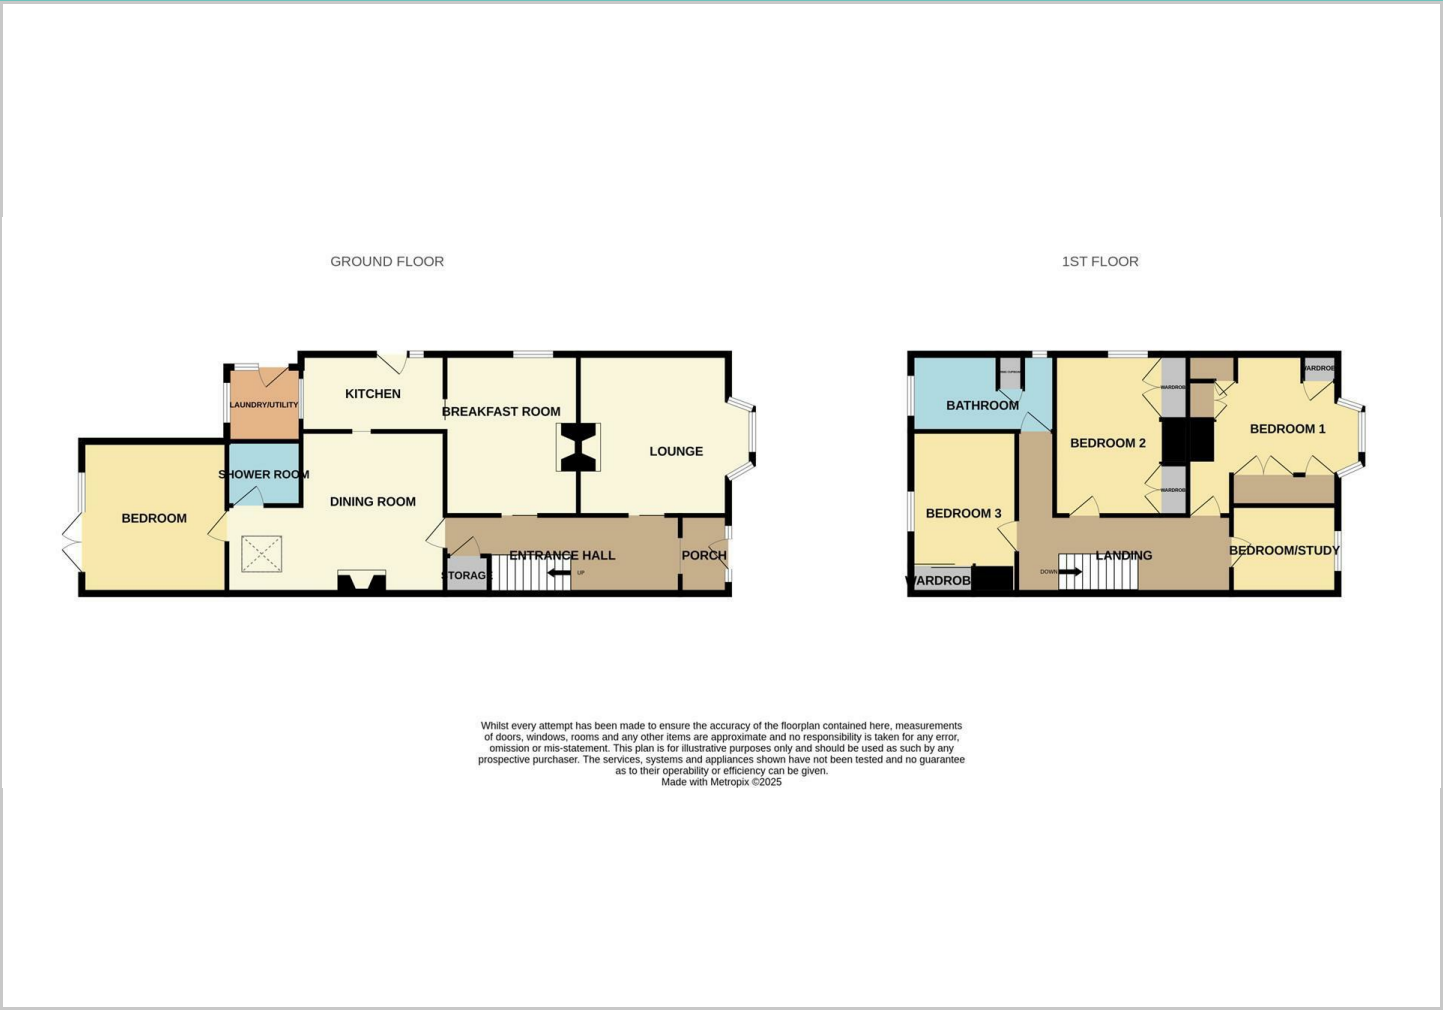 GROUND FLOOR
1ST FLOOR
KITCHEN
LAUNDRY/UTILITY
BREAKFAST ROOM
LOUNGE
SHOWER ROOM
DINING ROOM
BEDROOM
ENTRANCE HALL
PORCH
STORAGE
UP
BATHROOM
WARDROBE
WARDROBE
BEDROOM 1
BEDROOM 2
WARDROBE
BEDROOM 3
BEDROOM/STUDY
LANDING
DOWN
WARDROBE
Whilst every attempt has been made to ensure the accuracy of the floorplan contained here, measurements
of doors, windows, rooms and any other items are approximate and no responsibility is taken for any error,
omission or mis-statement. This plan is for illustrative purposes only and should be used as such by any
prospective purchaser. The services, systems and appliances shown have not been tested and no guarantee
as to their operability or efficiency can be given.
Made with Metropix ©2025